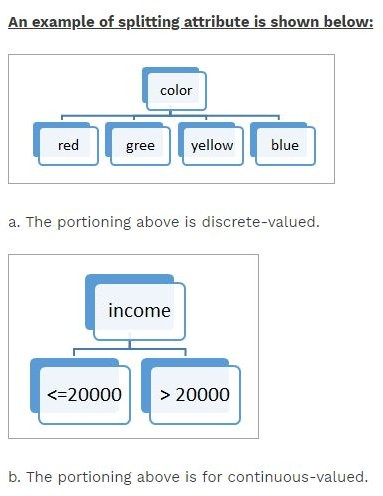 An example of splitting attribute is shown below:
color
red gree yellow blue
a. The portioning above is discrete-valued.
income
<=20000 > 20000
b. The portioning above is for continuous-valued.